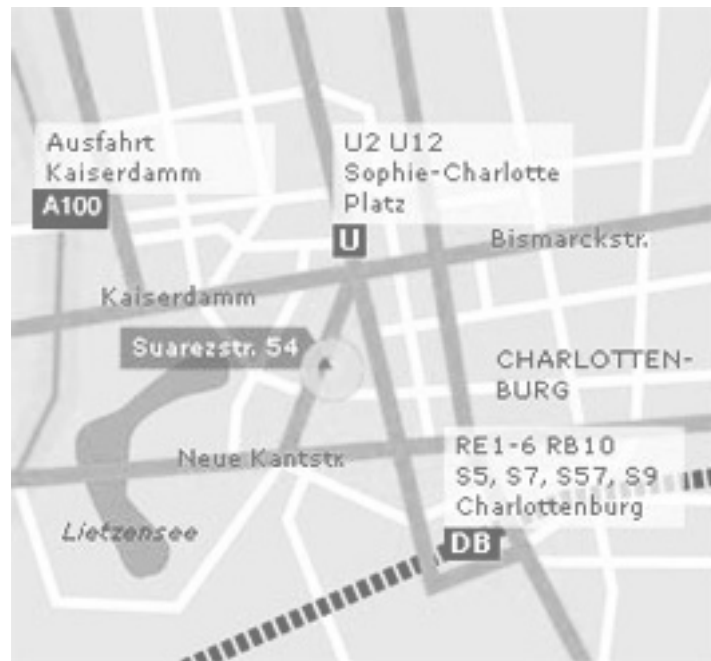 Ausfahrt
Kaiserdamm
A100
U2 U12
Sophie-Charlotte
Platz
U
Bismarckstr.
Kaiserdamm
Suarezstr. 54
CHARLOTTEN-
BURG
Neue Kantstr.
RE1-6 RB10
S5, S7, S57, S9
Charlottenburg
DB
Lietzensee